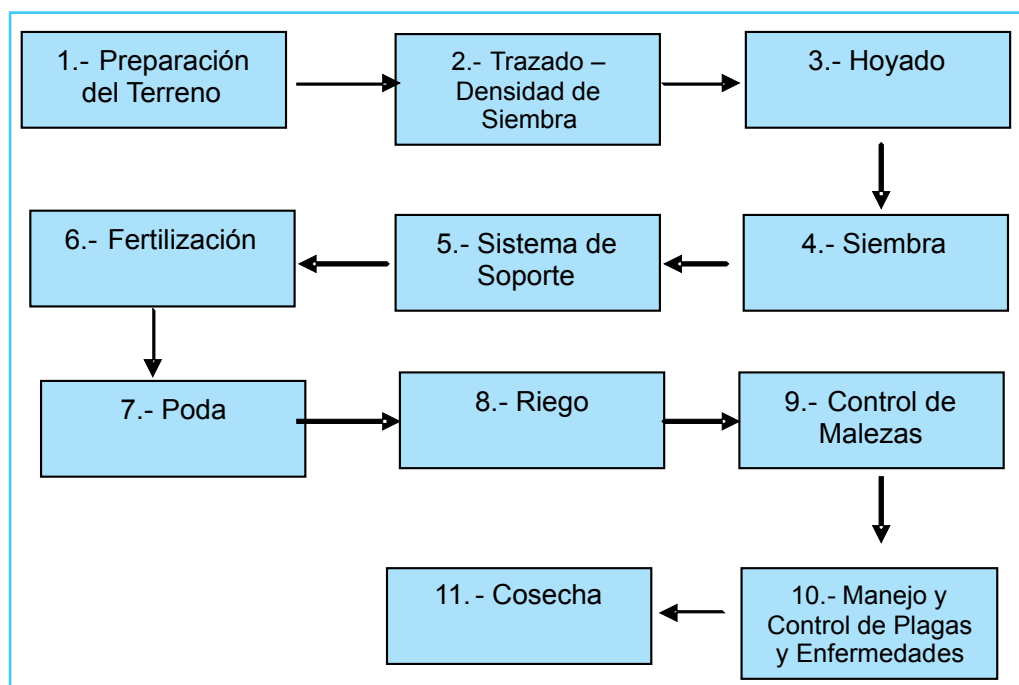 1.- Preparación
del Terreno
2.- Trazado –
Densidad de
Siembra
3.- Hoyado
4.- Siembra
5.- Sistema de
Soporte
6.- Fertilización
7.- Poda
8.- Riego
9.- Control de
Malezas
10.- Manejo y
Control de Plagas
y Enfermedades
11.- Cosecha